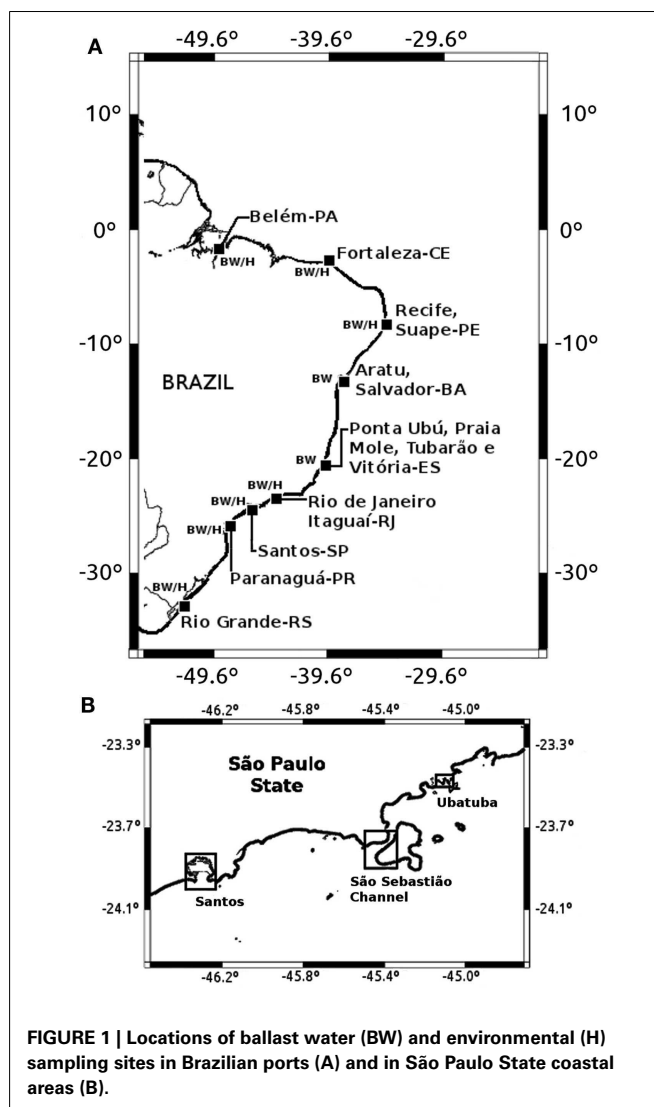 A
-49.6° -39.6° -29.6°
10° 10°
0° 0°
-10° -10°
-20° -20°
-30° -30°
Belém-PA
BW/H
Fortaleza-CE
BW/H
Recife,
Suape-PE
BW/H
Aratu,
Salvador-BA
BW
BRAZIL
Ponta Ubú, Praia
Mole, Tubarão e
Vitória-ES
BW
BW/H
Rio de Janeiro
Itaguaí-RJ
BW/H
Santos-SP
BW/H
Paranaguá-PR
BW/H
Rio Grande-RS
-49.6° -39.6° -29.6°
B
-46.2° -45.8° -45.4° -45.0°
-23.3° -23.3°
São Paulo
State
Ubatuba
-23.7° -23.7°
São Sebastião
Channel
Santos
-24.1° -24.1°
-46.2° -45.8° -45.4° -45.0°
FIGURE 1 | Locations of ballast water (BW) and environmental (H)
sampling sites in Brazilian ports (A) and in São Paulo State coastal
areas (B).